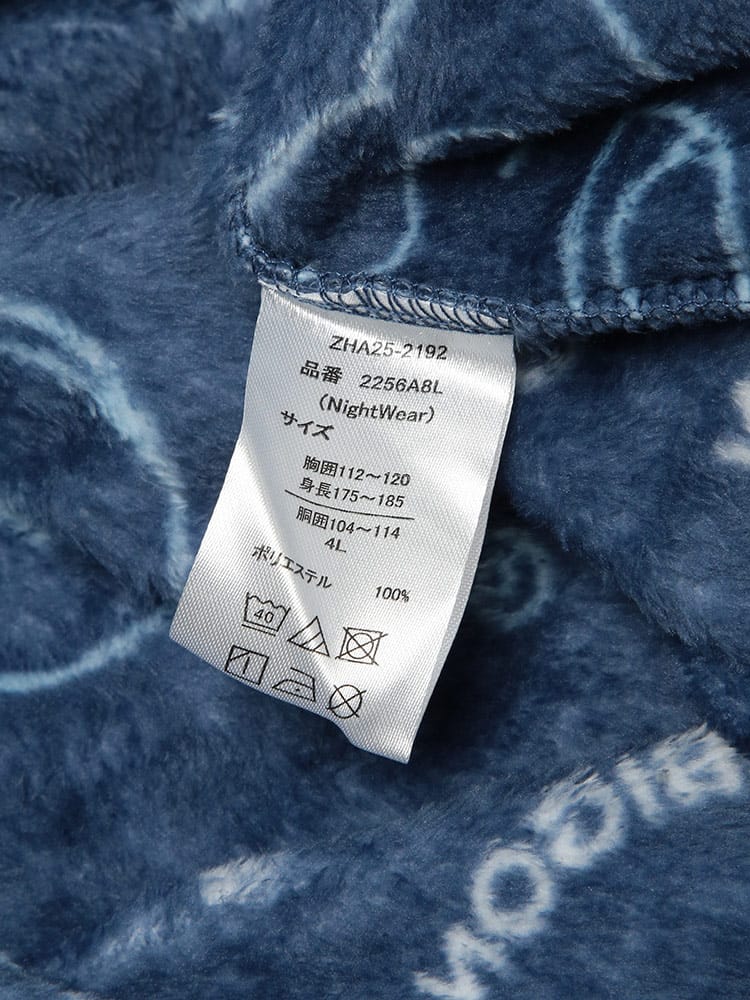 ZHA25-2192
品番 2256A8L
(NightWear)
サイズ
胸囲112～120
身長175～185
胴囲104～114
4L
ポリエステル 100%
40